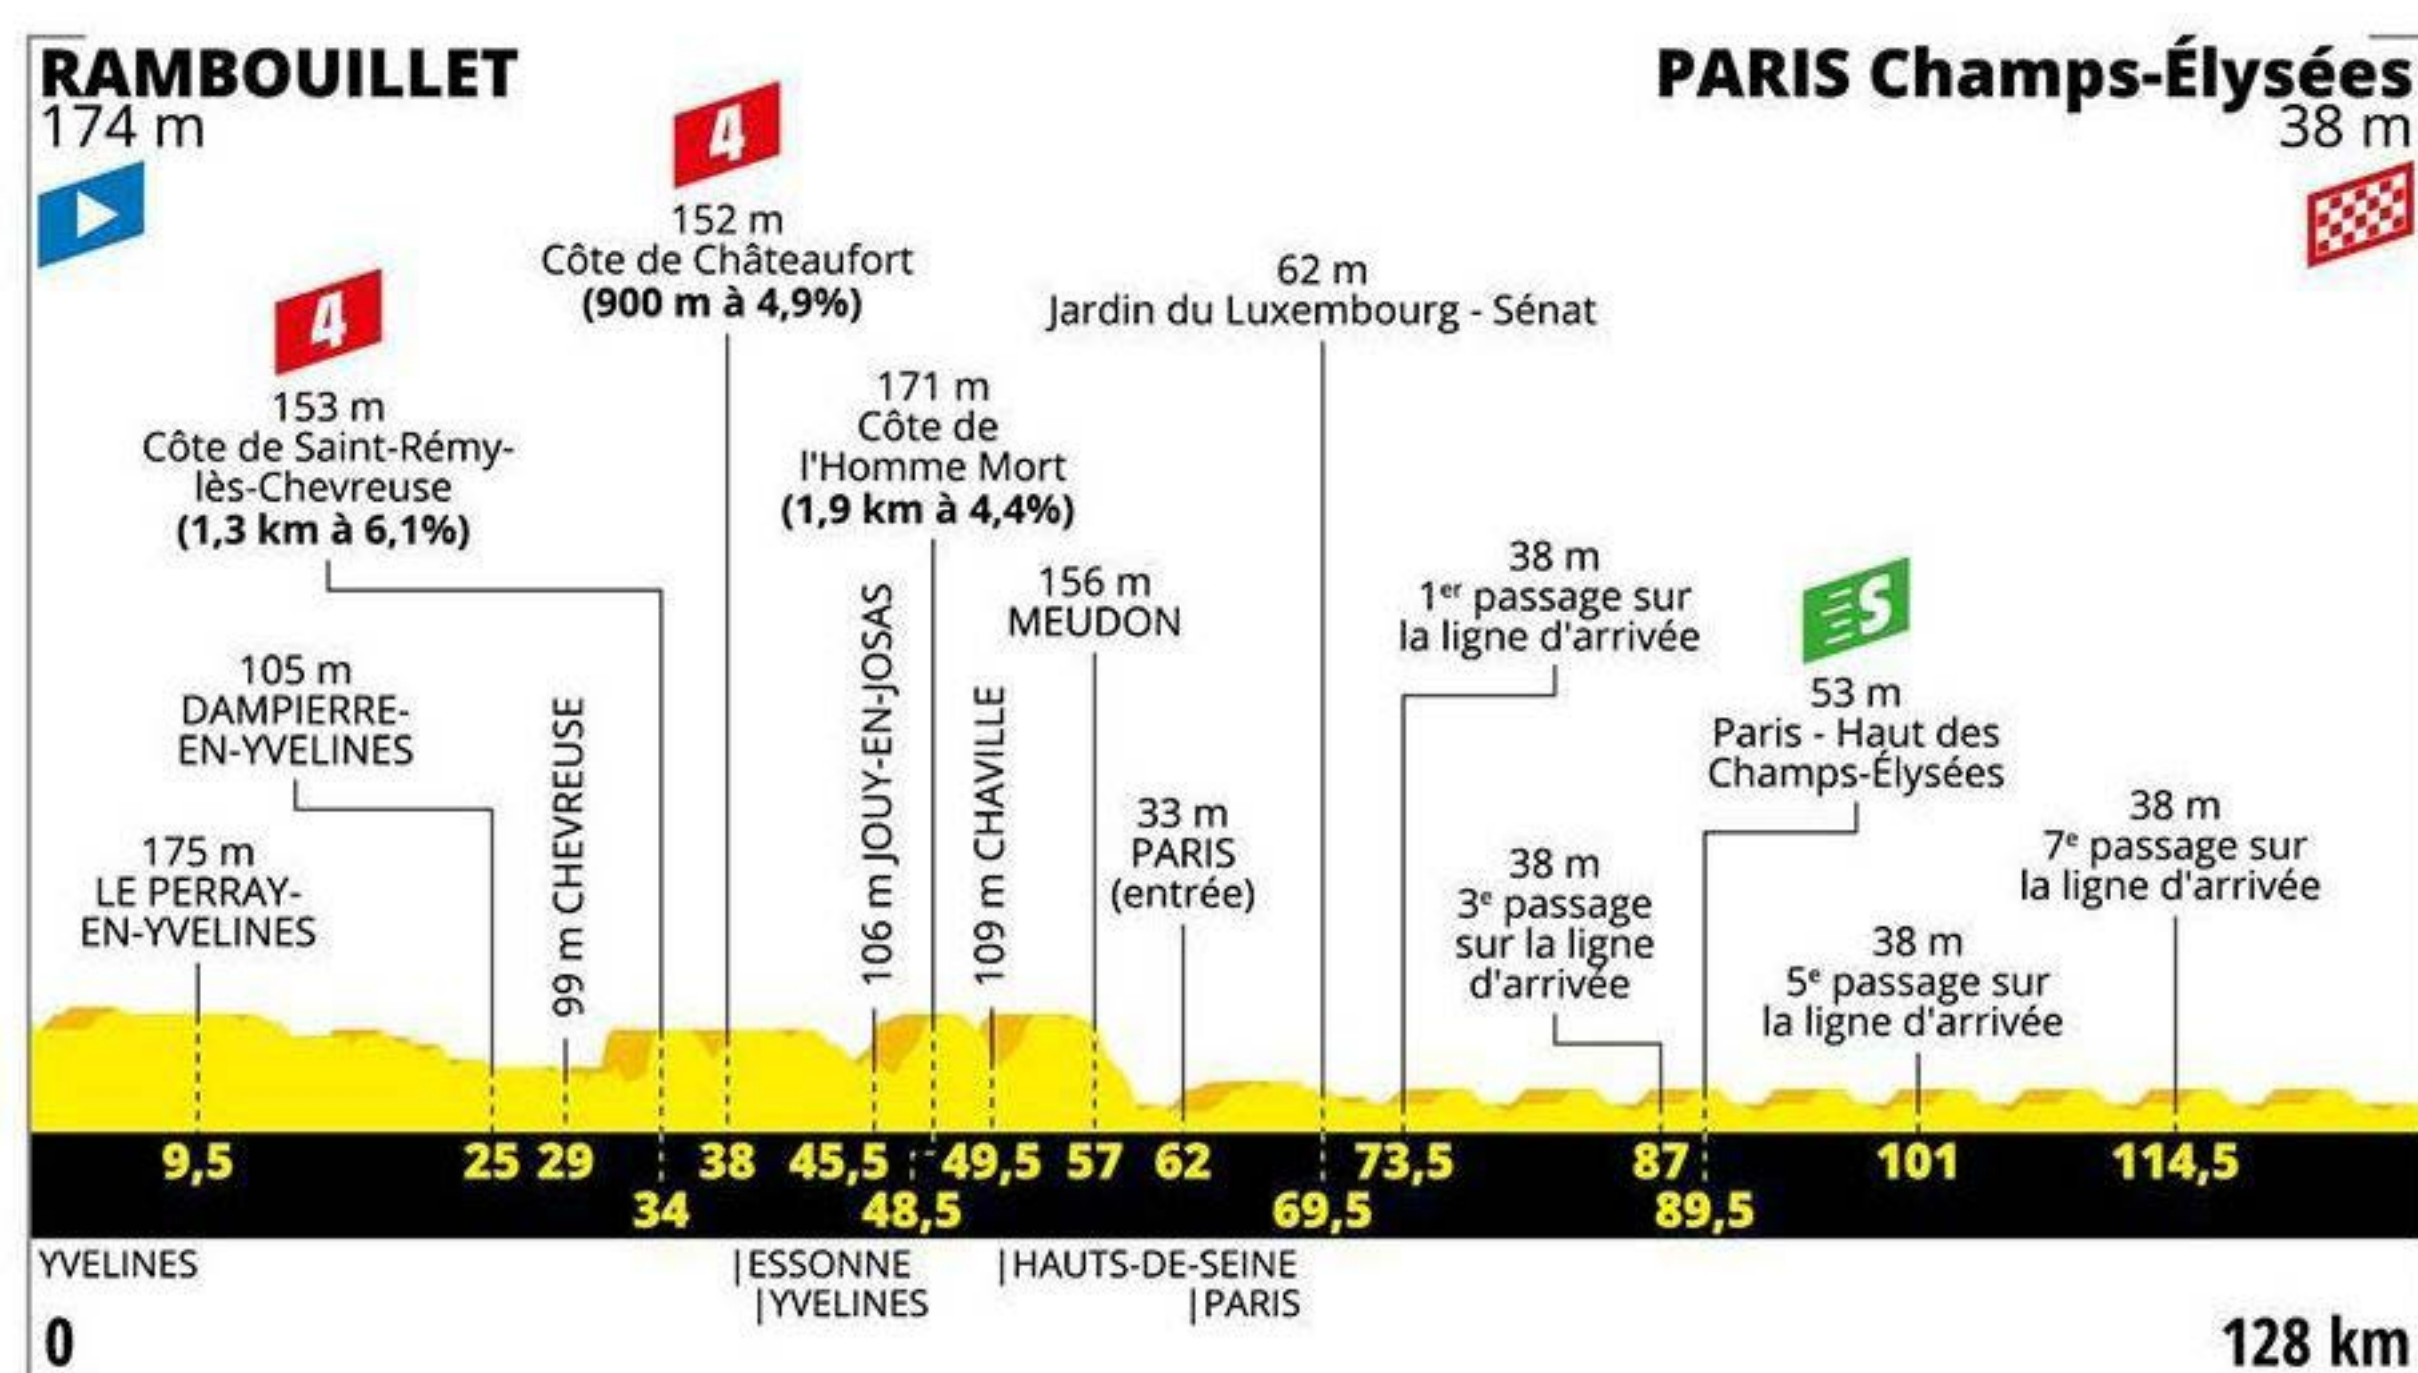 RAMBOUILLET
174 m
PARIS Champs-Élysées
38 m
4
153 m
Côte de Saint-Rémy-
lès-Chevreuse
(1,3 km à 6,1%)
4
152 m
Côte de Châteaufort
(900 m à 4,9%)
62 m
Jardin du Luxembourg - Sénat
171 m
Côte de
l'Homme Mort
(1,9 km à 4,4%)
156 m
MEUDON
38 m
1er passage sur
la ligne d'arrivée
S
53 m
Paris - Haut des
Champs-Élysées
105 m
DAMPIERRE-
EN-YVELINES
175 m
LE PERRAY-
EN-YVELINES
99 m CHEVREUSE
106 m JOUY-EN-JOSAS
109 m CHAVILLE
33 m
PARIS
(entrée)
38 m
3e passage
sur la ligne
d'arrivée
38 m
5e passage sur
la ligne d'arrivée
38 m
7e passage sur
la ligne d'arrivée
9,5 25 29 38 45,5 49,5 57 62 73,5 87 101 114,5
34 48,5 69,5 89,5
YVELINES |ESSONNE |HAUTS-DE-SEINE
|YVELINES |PARIS
0 128 km